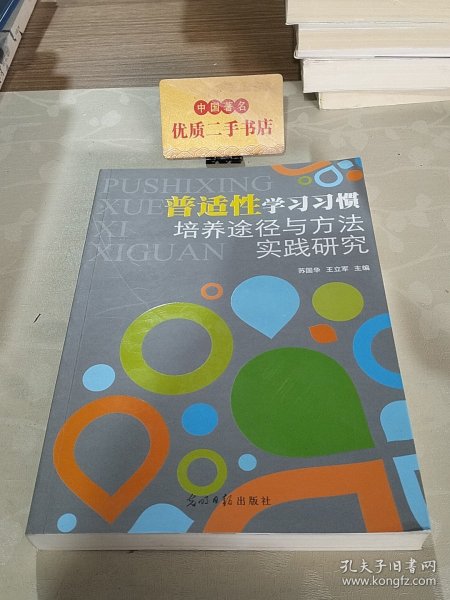 中国著名
优质二手书店
PUSHIXING
XUE
XI
XIGUAN
普适性学习习惯
培养途径与方法
实践研究
苏国华 王立军 主编
光明日报出版社
孔夫子旧书网
www.kongfz.com